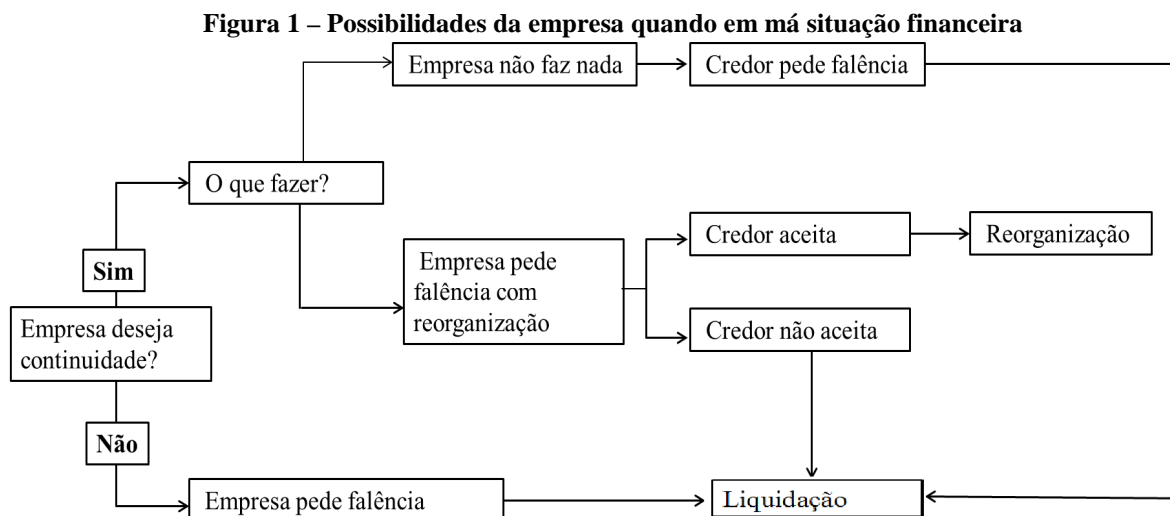 Figura 1 – Possibilidades da empresa quando em má situação financeira
Empresa não faz nada
Credor pede falência
O que fazer?
Credor aceita
Reorganização
Sim
Empresa pede
falência com
reorganização
Empresa deseja
continuidade?
Credor não aceita
Não
Empresa pede falência
Liquidação